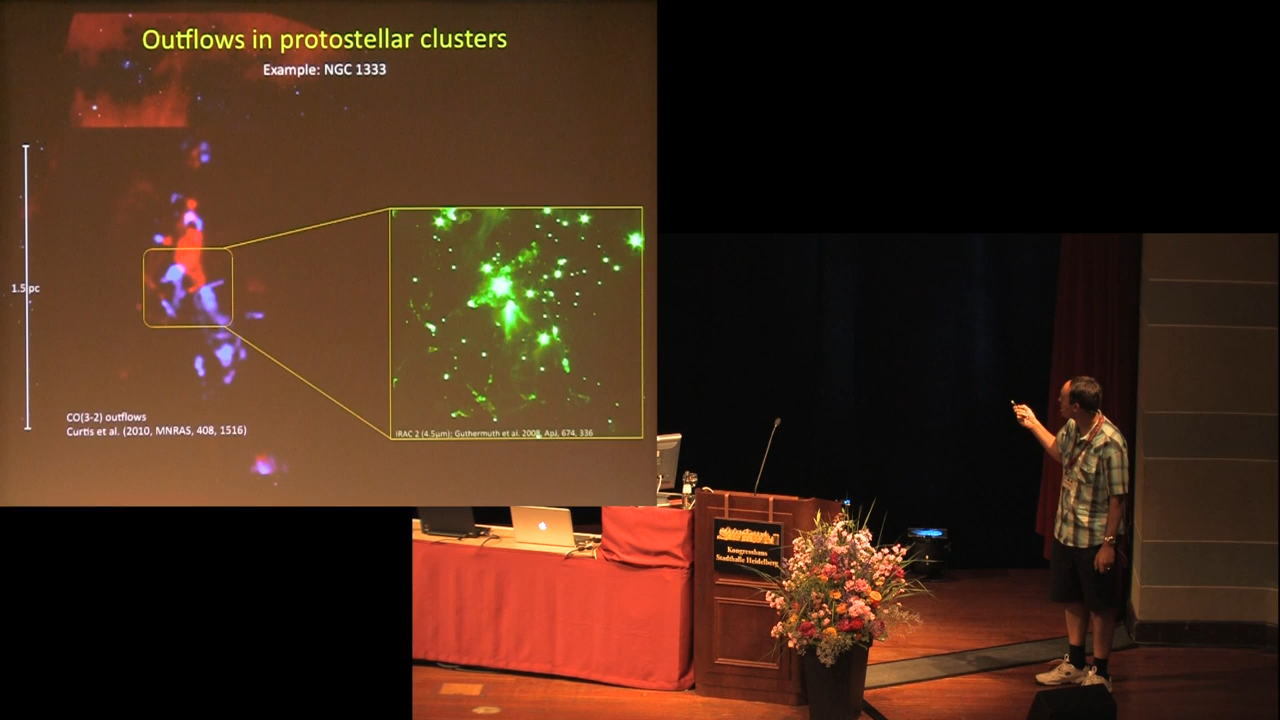 Outflows in protostellar clusters
Example: NGC 1333
1.5 pc
CO(3-2) outflows
Curtis et al. (2010, MNRAS, 408, 1516)
IRAC 2 (4.5μm); Guthermuth et al. 2008, ApJ, 674, 336
Kongresshaus
Stadthalle Heidelberg